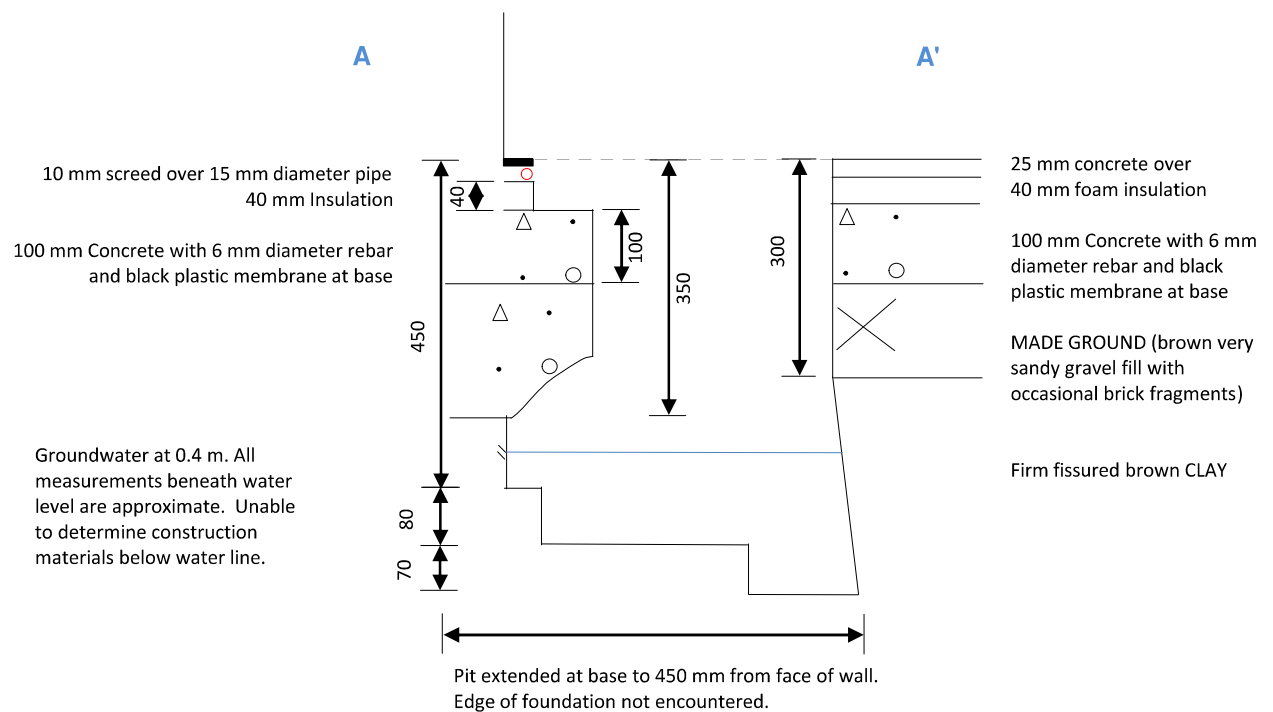 A
A'
10 mm screed over 15 mm diameter pipe
40 mm Insulation
100 mm Concrete with 6 mm diameter rebar
and black plastic membrane at base
40
100
350
300
450
80
70
25 mm concrete over
40 mm foam insulation
100 mm Concrete with 6 mm
diameter rebar and black
plastic membrane at base
MADE GROUND (brown very
sandy gravel fill with
occasional brick fragments)
Firm fissured brown CLAY
Groundwater at 0.4 m. All
measurements beneath water
level are approximate.  Unable
to determine construction
materials below water line.
Pit extended at base to 450 mm from face of wall.
Edge of foundation not encountered.